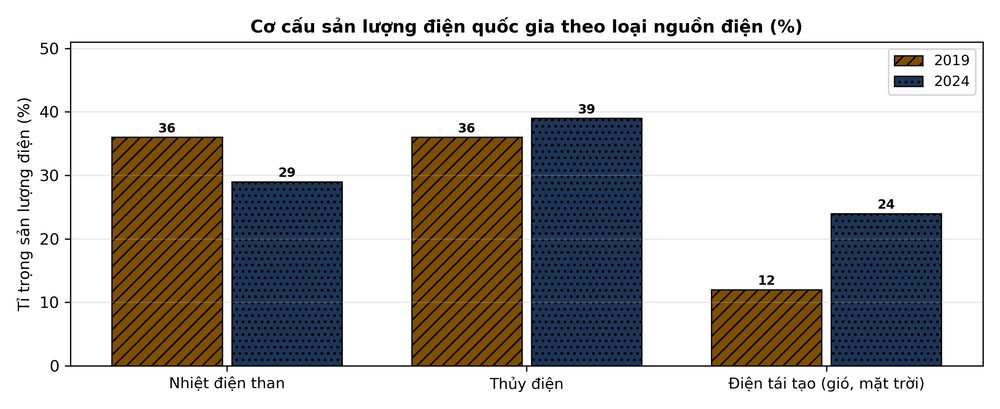 Cơ cấu sản lượng điện quốc gia theo loại nguồn điện (%)
Tỉ trọng sản lượng điện (%)
50
40
30
20
10
0
2019
2024
36
29
36
39
12
24
Nhiệt điện than
Thủy điện
Điện tái tạo (gió, mặt trời)